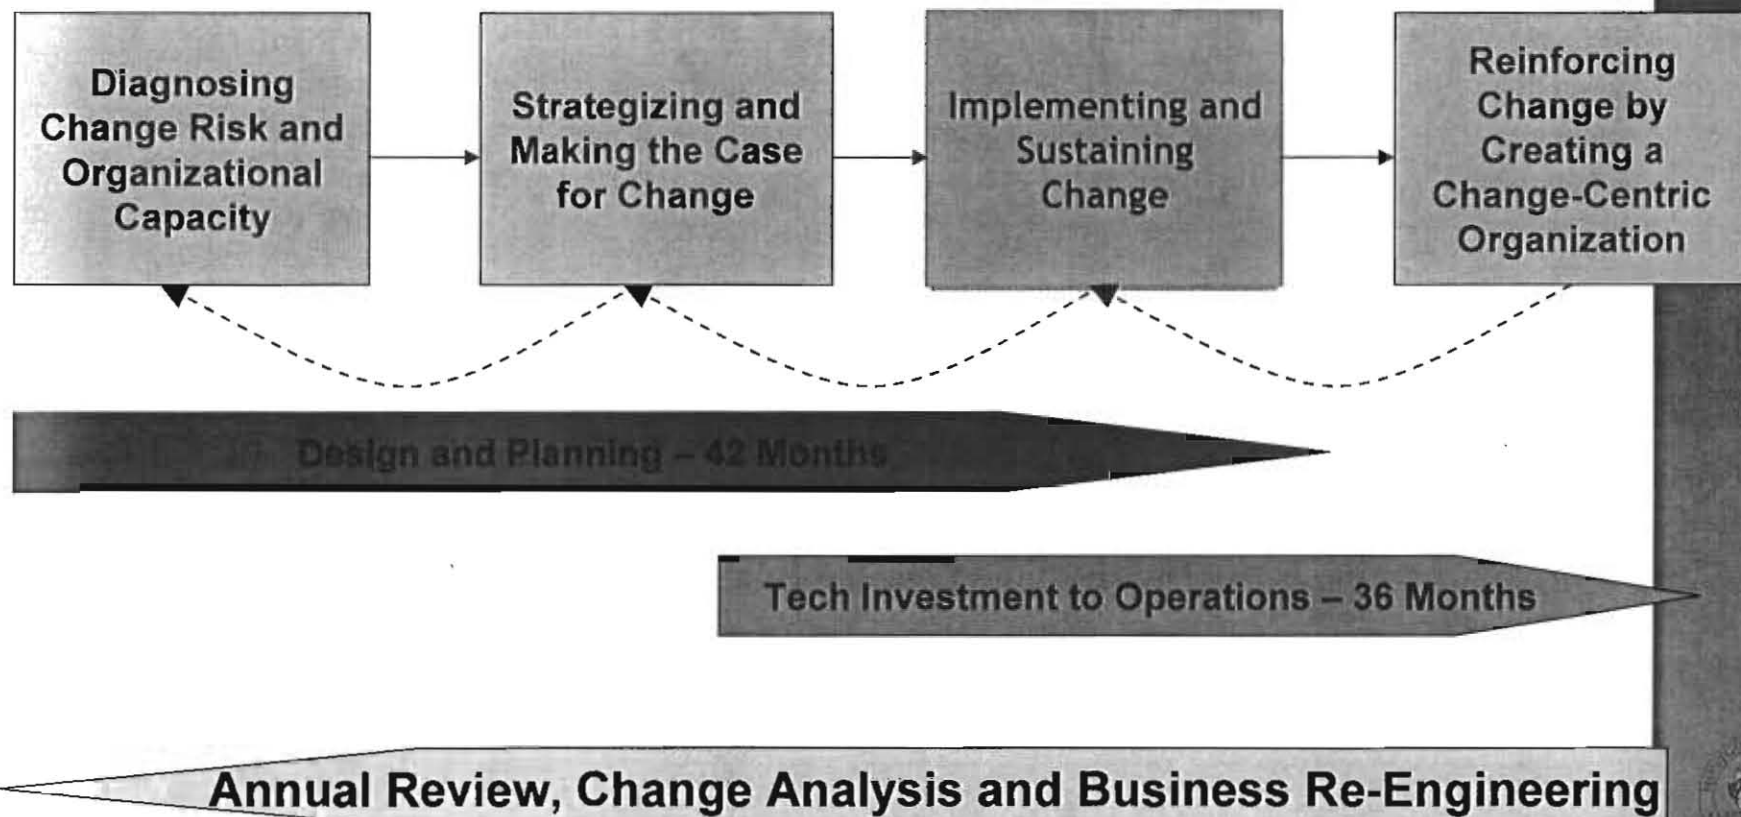 Diagnosing
Change Risk and
Organizational
Capacity
Strategizing and
Making the Case
for Change
Implementing and
Sustaining
Change
Reinforcing
Change by
Creating a
Change-Centric
Organization
Design and Planning – 42 Months
Tech Investment to Operations – 36 Months
Annual Review, Change Analysis and Business Re-Engineering